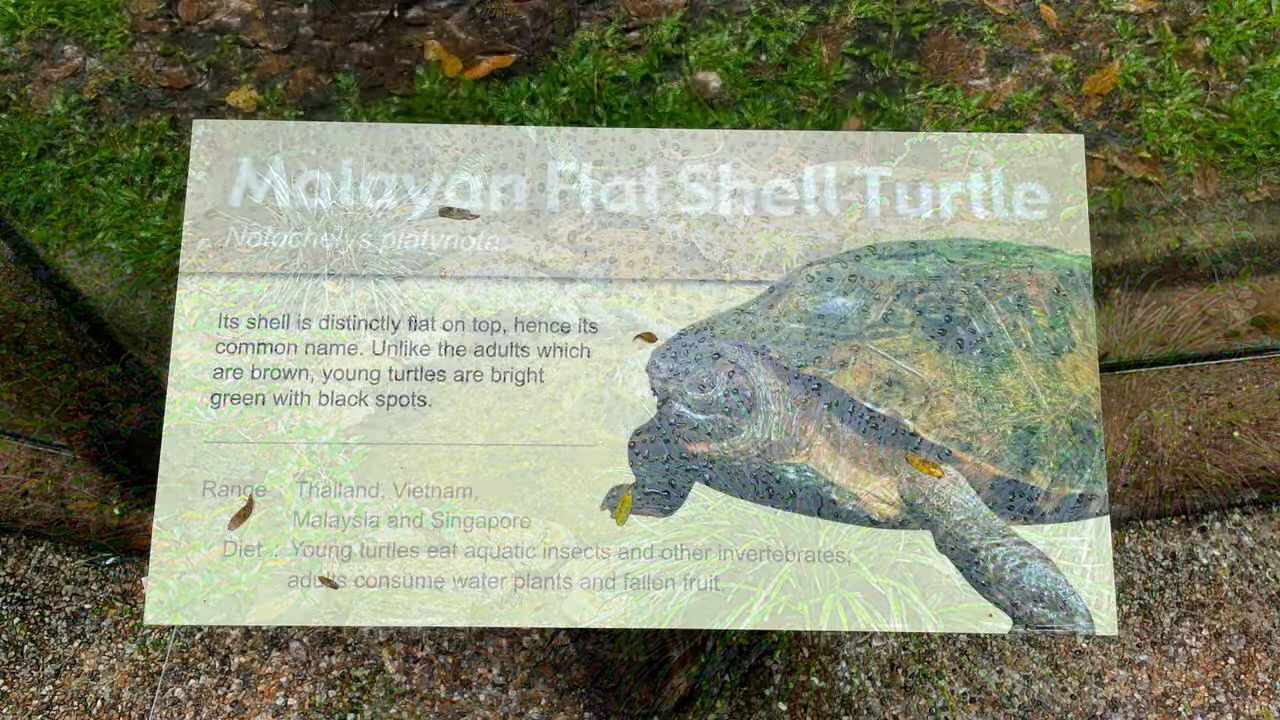 Malayan Flat Shell Turtle
Notochelys platynota
Its shell is distinctly flat on top, hence its
common name. Unlike the adults which
are brown, young turtles are bright
green with black spots.
Range : Thailand, Vietnam,
Malaysia and Singapore
Diet : Young turtles eat aquatic insects and other invertebrates,
adults consume water plants and fallen fruit.